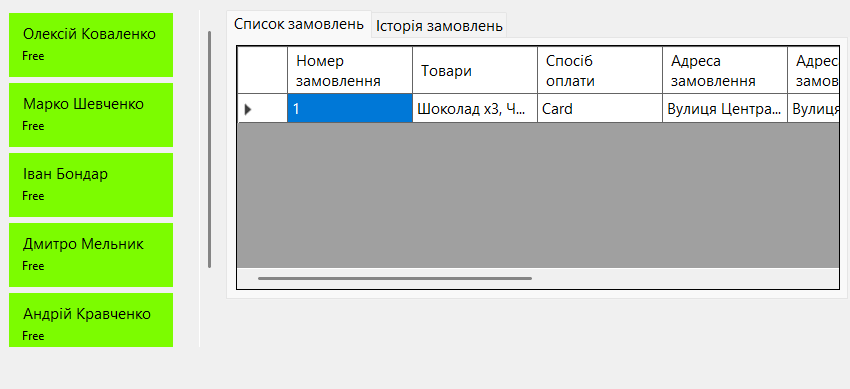 Олексій Коваленко
Free
Марко Шевченко
Free
Іван Бондар
Free
Дмитро Мельник
Free
Андрій Кравченко
Free
Список замовлень Історія замовлень
Номер замовлення Товари Спосіб оплати Адреса замовлення Адрес замов
1 Шоколад x3, Ч... Card Вулиця Центра... Вулиця